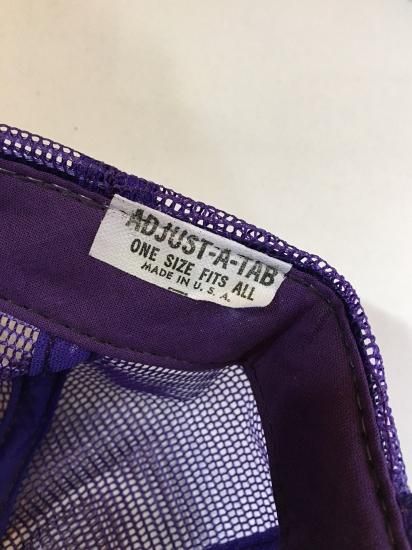 ADJUST-A-TAB
ONE SIZE FITS ALL
MADE IN U.S.A.